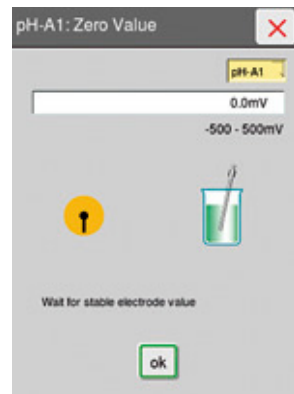 pH-A1: Zero Value
pH-A1
0.0mV
-500 - 500mV
Wait for stable electrode value
ok